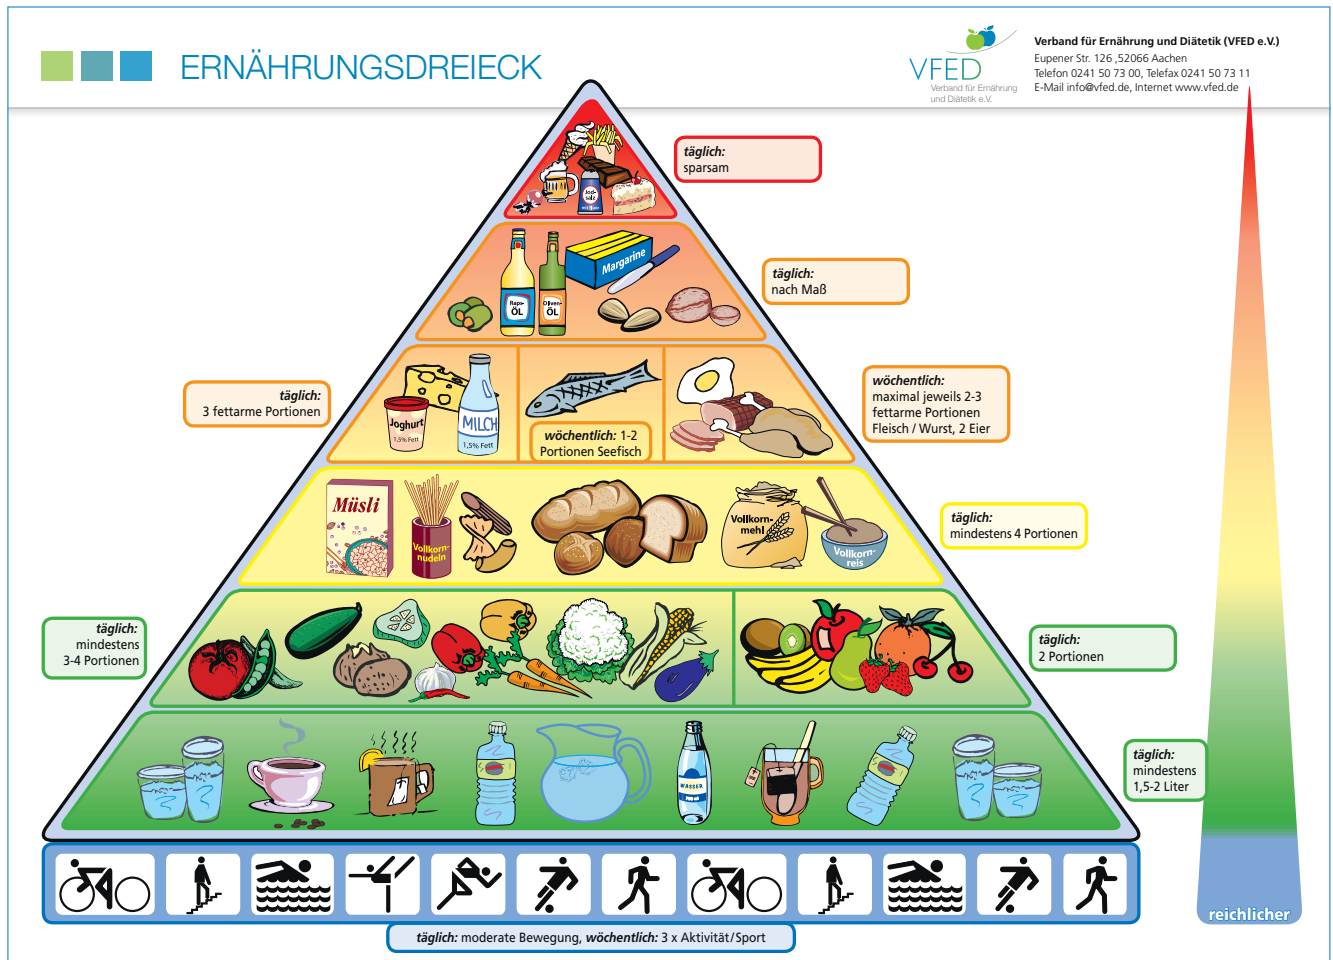 ERNÄHRUNGSDREIECK
VFED
Verband für Ernährung
und Diätetik e.V.
Verband für Ernährung und Diätetik (VFED e.V.)
Eupener Str. 126 ,52066 Aachen
Telefon 0241 50 73 00, Telefax 0241 50 73 11
E-Mail info@vfed.de, Internet www.vfed.de
täglich:
sparsam
Jod-
salz
täglich:
nach Maß
Raps-
ÖL
Oliven-
ÖL
Margarine
täglich:
3 fettarme Portionen
Joghurt
1,5% Fett
MILCH
1,5% Fett
wöchentlich: 1-2
Portionen Seefisch
wöchentlich:
maximal jeweils 2-3
fettarme Portionen
Fleisch / Wurst, 2 Eier
Müsli
Vollkorn-
nudeln
Vollkorn-
mehl
Vollkorn-
reis
täglich:
mindestens 4 Portionen
täglich:
mindestens
3-4 Portionen
täglich:
2 Portionen
WASSER
täglich:
mindestens
1,5-2 Liter
reichlicher
täglich: moderate Bewegung, wöchentlich: 3 x Aktivität/Sport